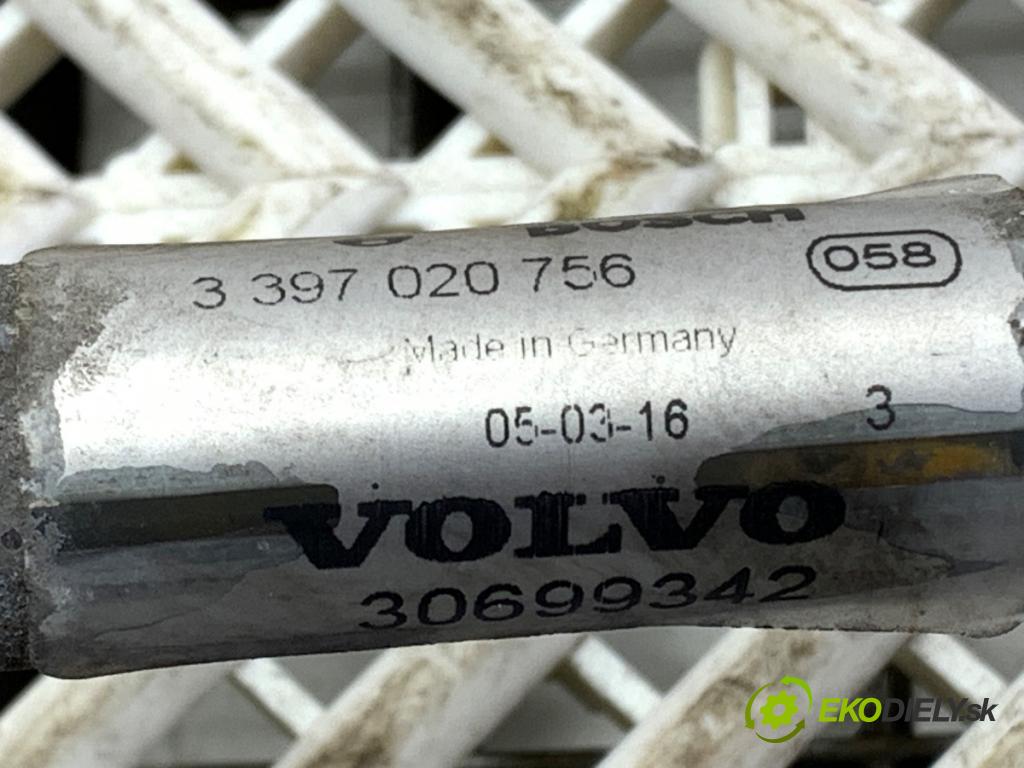 BOSCH
3 397 020 756 058
Made in Germany
05-03-16 3
VOLVO
30699342
EKODIELY.sk